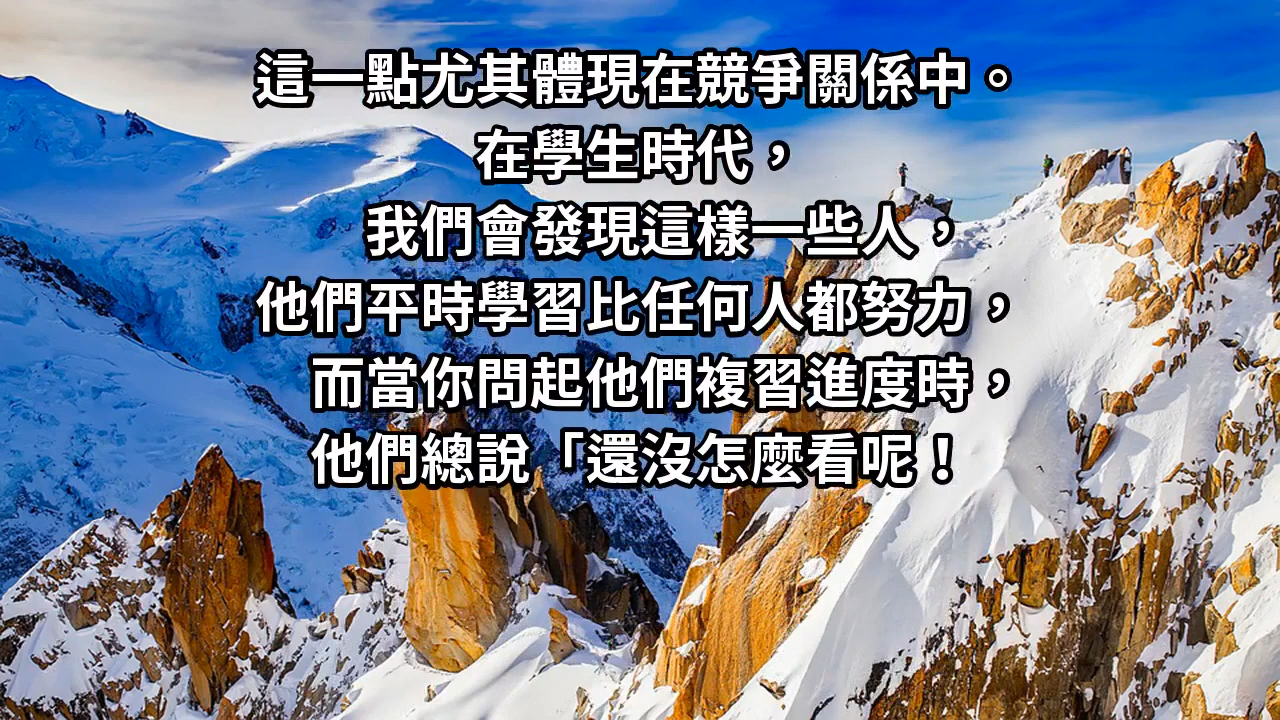 這一點尤其體現在競爭關係中。
在學生時代，
我們會發現這樣一些人，
他們平時學習比任何人都努力，
而當你問起他們複習進度時，
他們總說「還沒怎麼看呢！